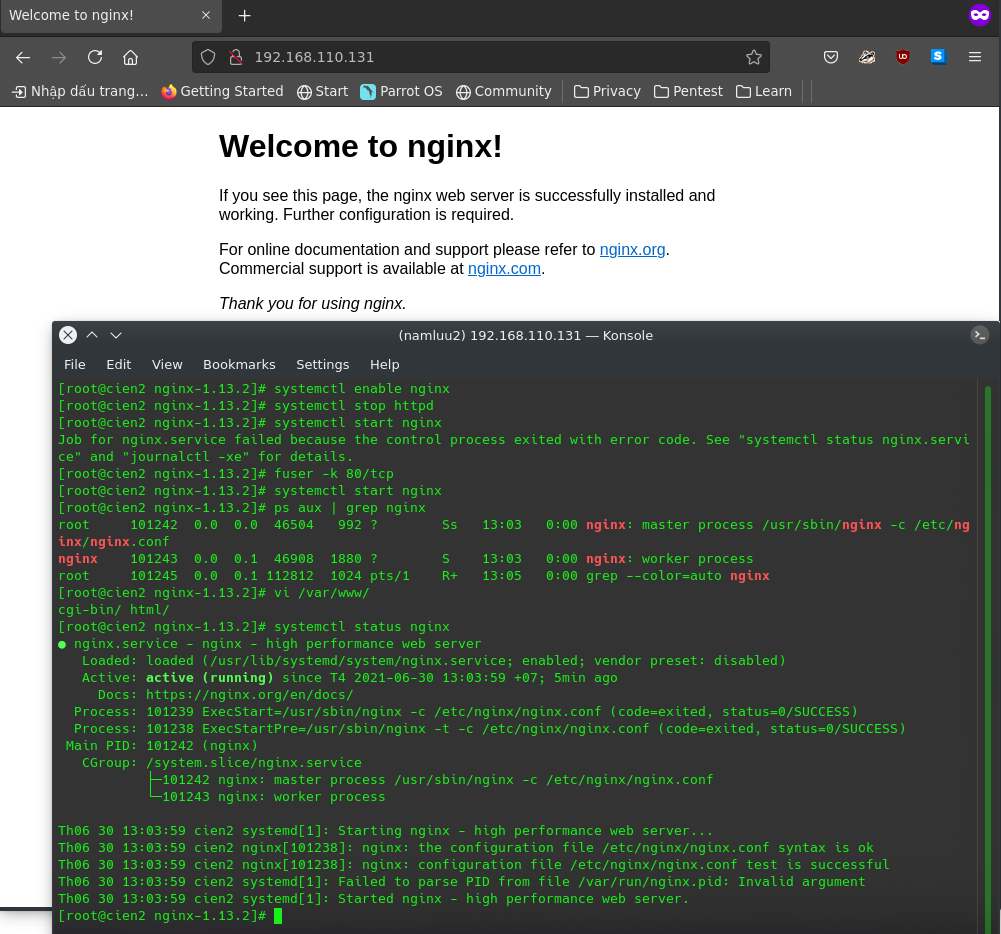 Welcome to nginx!
192.168.110.131
Nhập dấu trang…
Getting Started
Start
Parrot OS
Community
Privacy
Pentest
Learn
Welcome to nginx!
If you see this page, the nginx web server is successfully installed and
working. Further configuration is required.
For online documentation and support please refer to nginx.org.
Commercial support is available at nginx.com.
Thank you for using nginx.
(namluu2) 192.168.110.131 — Konsole
File Edit View Bookmarks Settings Help
[root@cien2 nginx-1.13.2]# systemctl enable nginx
[root@cien2 nginx-1.13.2]# systemctl stop httpd
[root@cien2 nginx-1.13.2]# systemctl start nginx
Job for nginx.service failed because the control process exited with error code. See "systemctl status nginx.servi
ce" and "journalctl -xe" for details.
[root@cien2 nginx-1.13.2]# fuser -k 80/tcp
[root@cien2 nginx-1.13.2]# systemctl start nginx
[root@cien2 nginx-1.13.2]# ps aux | grep nginx
root     101242  0.0  0.0  46504   992 ?        Ss   13:03   0:00 nginx: master process /usr/sbin/nginx -c /etc/ng
inx/nginx.conf
nginx    101243  0.0  0.1  46908  1880 ?        S    13:03   0:00 nginx: worker process
root     101245  0.0  0.1 112812  1024 pts/1    R+   13:05   0:00 grep --color=auto nginx
[root@cien2 nginx-1.13.2]# vi /var/www/
cgi-bin/ html/
[root@cien2 nginx-1.13.2]# systemctl status nginx
● nginx.service - nginx - high performance web server
   Loaded: loaded (/usr/lib/systemd/system/nginx.service; enabled; vendor preset: disabled)
   Active: active (running) since T4 2021-06-30 13:03:59 +07; 5min ago
     Docs: https://nginx.org/en/docs/
  Process: 101239 ExecStart=/usr/sbin/nginx -c /etc/nginx/nginx.conf (code=exited, status=0/SUCCESS)
  Process: 101238 ExecStartPre=/usr/sbin/nginx -t -c /etc/nginx/nginx.conf (code=exited, status=0/SUCCESS)
 Main PID: 101242 (nginx)
   CGroup: /system.slice/nginx.service
           ├─101242 nginx: master process /usr/sbin/nginx -c /etc/nginx/nginx.conf
           └─101243 nginx: worker process
Th06 30 13:03:59 cien2 systemd[1]: Starting nginx - high performance web server...
Th06 30 13:03:59 cien2 nginx[101238]: nginx: the configuration file /etc/nginx/nginx.conf syntax is ok
Th06 30 13:03:59 cien2 nginx[101238]: nginx: configuration file /etc/nginx/nginx.conf test is successful
Th06 30 13:03:59 cien2 systemd[1]: Failed to parse PID from file /var/run/nginx.pid: Invalid argument
Th06 30 13:03:59 cien2 systemd[1]: Started nginx - high performance web server.
[root@cien2 nginx-1.13.2]#